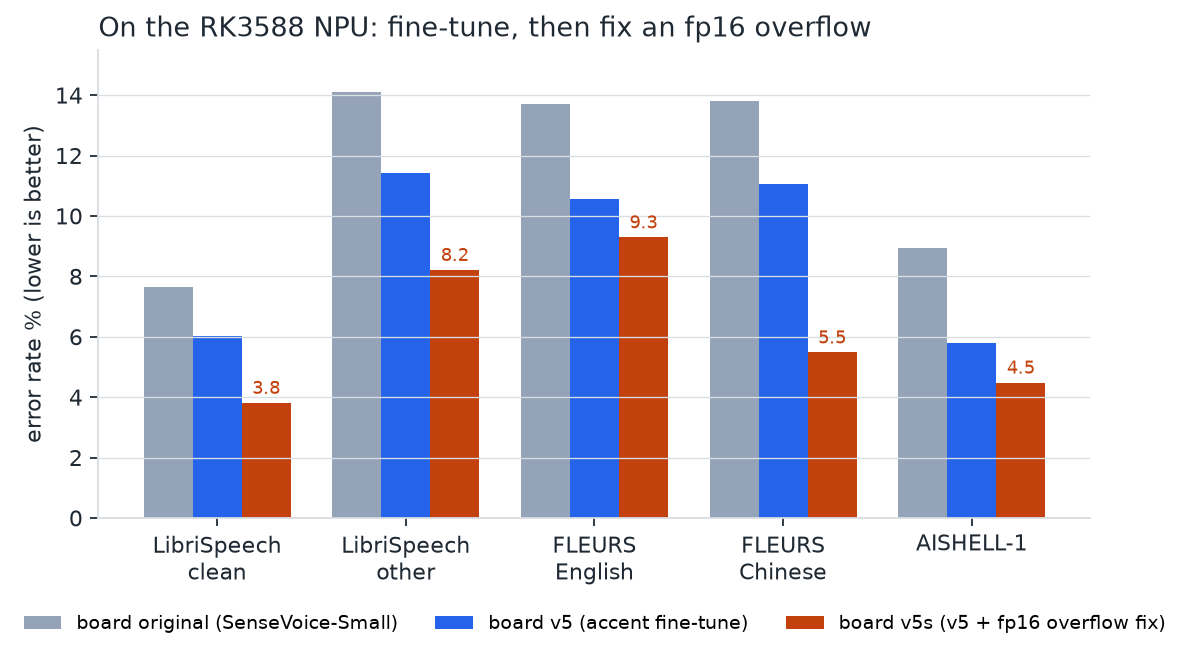 On the RK3588 NPU: fine-tune, then fix an fp16 overflow
error rate % (lower is better)
14
12
10
8
6
4
2
0
3.8
8.2
9.3
5.5
4.5
LibriSpeech
clean
LibriSpeech
other
FLEURS
English
FLEURS
Chinese
AISHELL-1
board original (SenseVoice-Small)
board v5 (accent fine-tune)
board v5s (v5 + fp16 overflow fix)